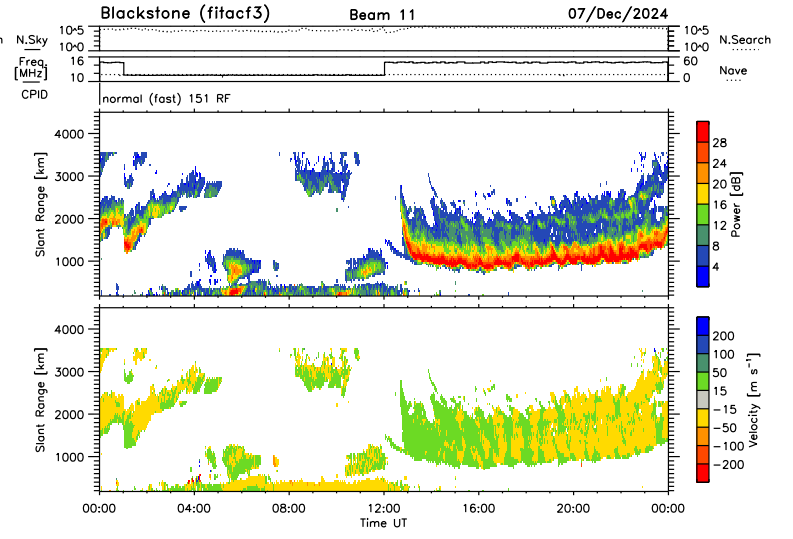 Blackstone (fitacf3)
Beam 11
07/Dec/2024
N.Sky
10^5
10^0
10^5
10^0
N.Search
Freq.
[MHz]
16
10
60
0
Nave
CPID
normal (fast) 151 RF
Slant Range [km]
4000
3000
2000
1000
28
24
20
16
12
8
4
Power [dB]
Slant Range [km]
4000
3000
2000
1000
200
100
50
15
-15
-50
-100
-200
Velocity [m s⁻¹]
00:00 04:00 08:00 12:00 16:00 20:00 00:00
Time UT